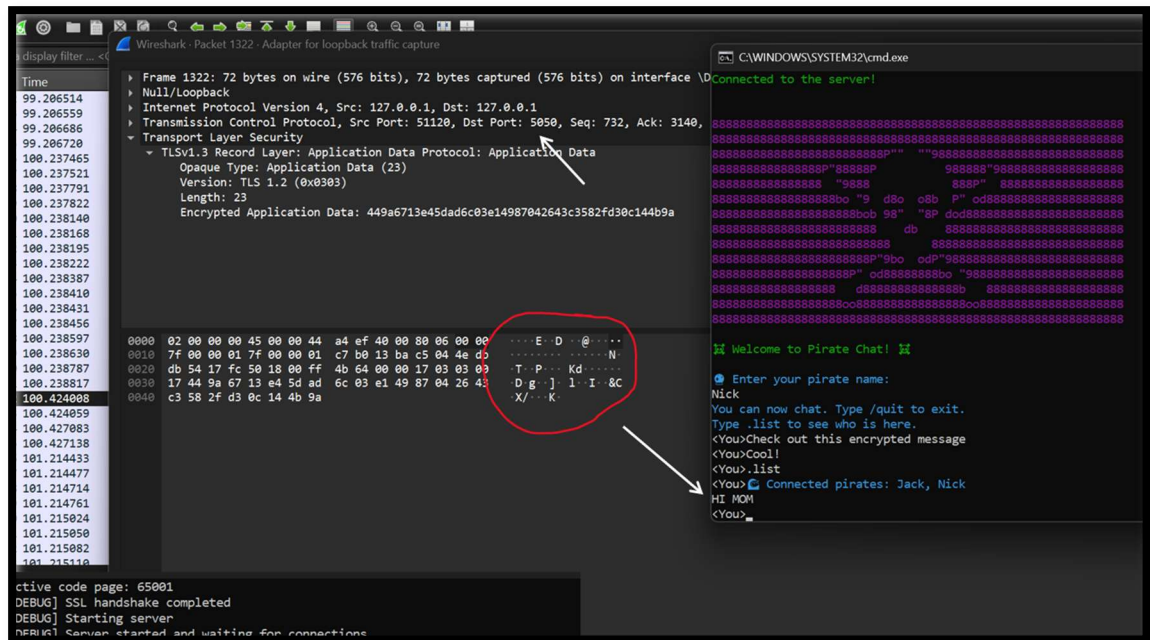 display filter ...
Wireshark · Packet 1322 · Adapter for loopback traffic capture
Time
99.206514
99.206559
99.206686
99.206720
100.237465
100.237521
100.237791
100.237822
100.238140
100.238168
100.238195
100.238222
100.238387
100.238410
100.238431
100.238456
100.238597
100.238630
100.238787
100.238817
100.424008
100.424059
100.427083
100.427138
101.214433
101.214477
101.214714
101.214761
101.215024
101.215050
101.215082
101.215110
Frame 1322: 72 bytes on wire (576 bits), 72 bytes captured (576 bits) on interface \D
Null/Loopback
Internet Protocol Version 4, Src: 127.0.0.1, Dst: 127.0.0.1
Transmission Control Protocol, Src Port: 51120, Dst Port: 5050, Seq: 732, Ack: 3140,
Transport Layer Security
TLSv1.3 Record Layer: Application Data Protocol: Application Data
Opaque Type: Application Data (23)
Version: TLS 1.2 (0x0303)
Length: 23
Encrypted Application Data: 449a6713e45dad6c03e14987042643c3582fd30c144b9a
0000 02 00 00 00 45 00 00 44 a4 ef 40 00 80 06 00 00 ····E··D ··@·····
0010 7f 00 00 01 7f 00 00 01 c7 b0 13 ba c5 04 4e db ········ ······N·
0020 db 54 17 fc 50 18 00 ff 4b 64 00 00 17 03 03 00 ·T··P··· Kd······
0030 17 44 9a 67 13 e4 5d ad 6c 03 e1 49 87 04 26 43 ·D·g··]· l··I··&C
0040 c3 58 2f d3 0c 14 4b 9a ·X/···K·
C:\WINDOWS\SYSTEM32\cmd.exe
Connected to the server!
Welcome to Pirate Chat!
Enter your pirate name:
Nick
You can now chat. Type /quit to exit.
Type .list to see who is here.
<You>Check out this encrypted message
<You>Cool!
<You>.list
<You> Connected pirates: Jack, Nick
HI MOM
<You>
ctive code page: 65001
DEBUG] SSL handshake completed
DEBUG] Starting server
DEBUG] Server started and waiting for connections